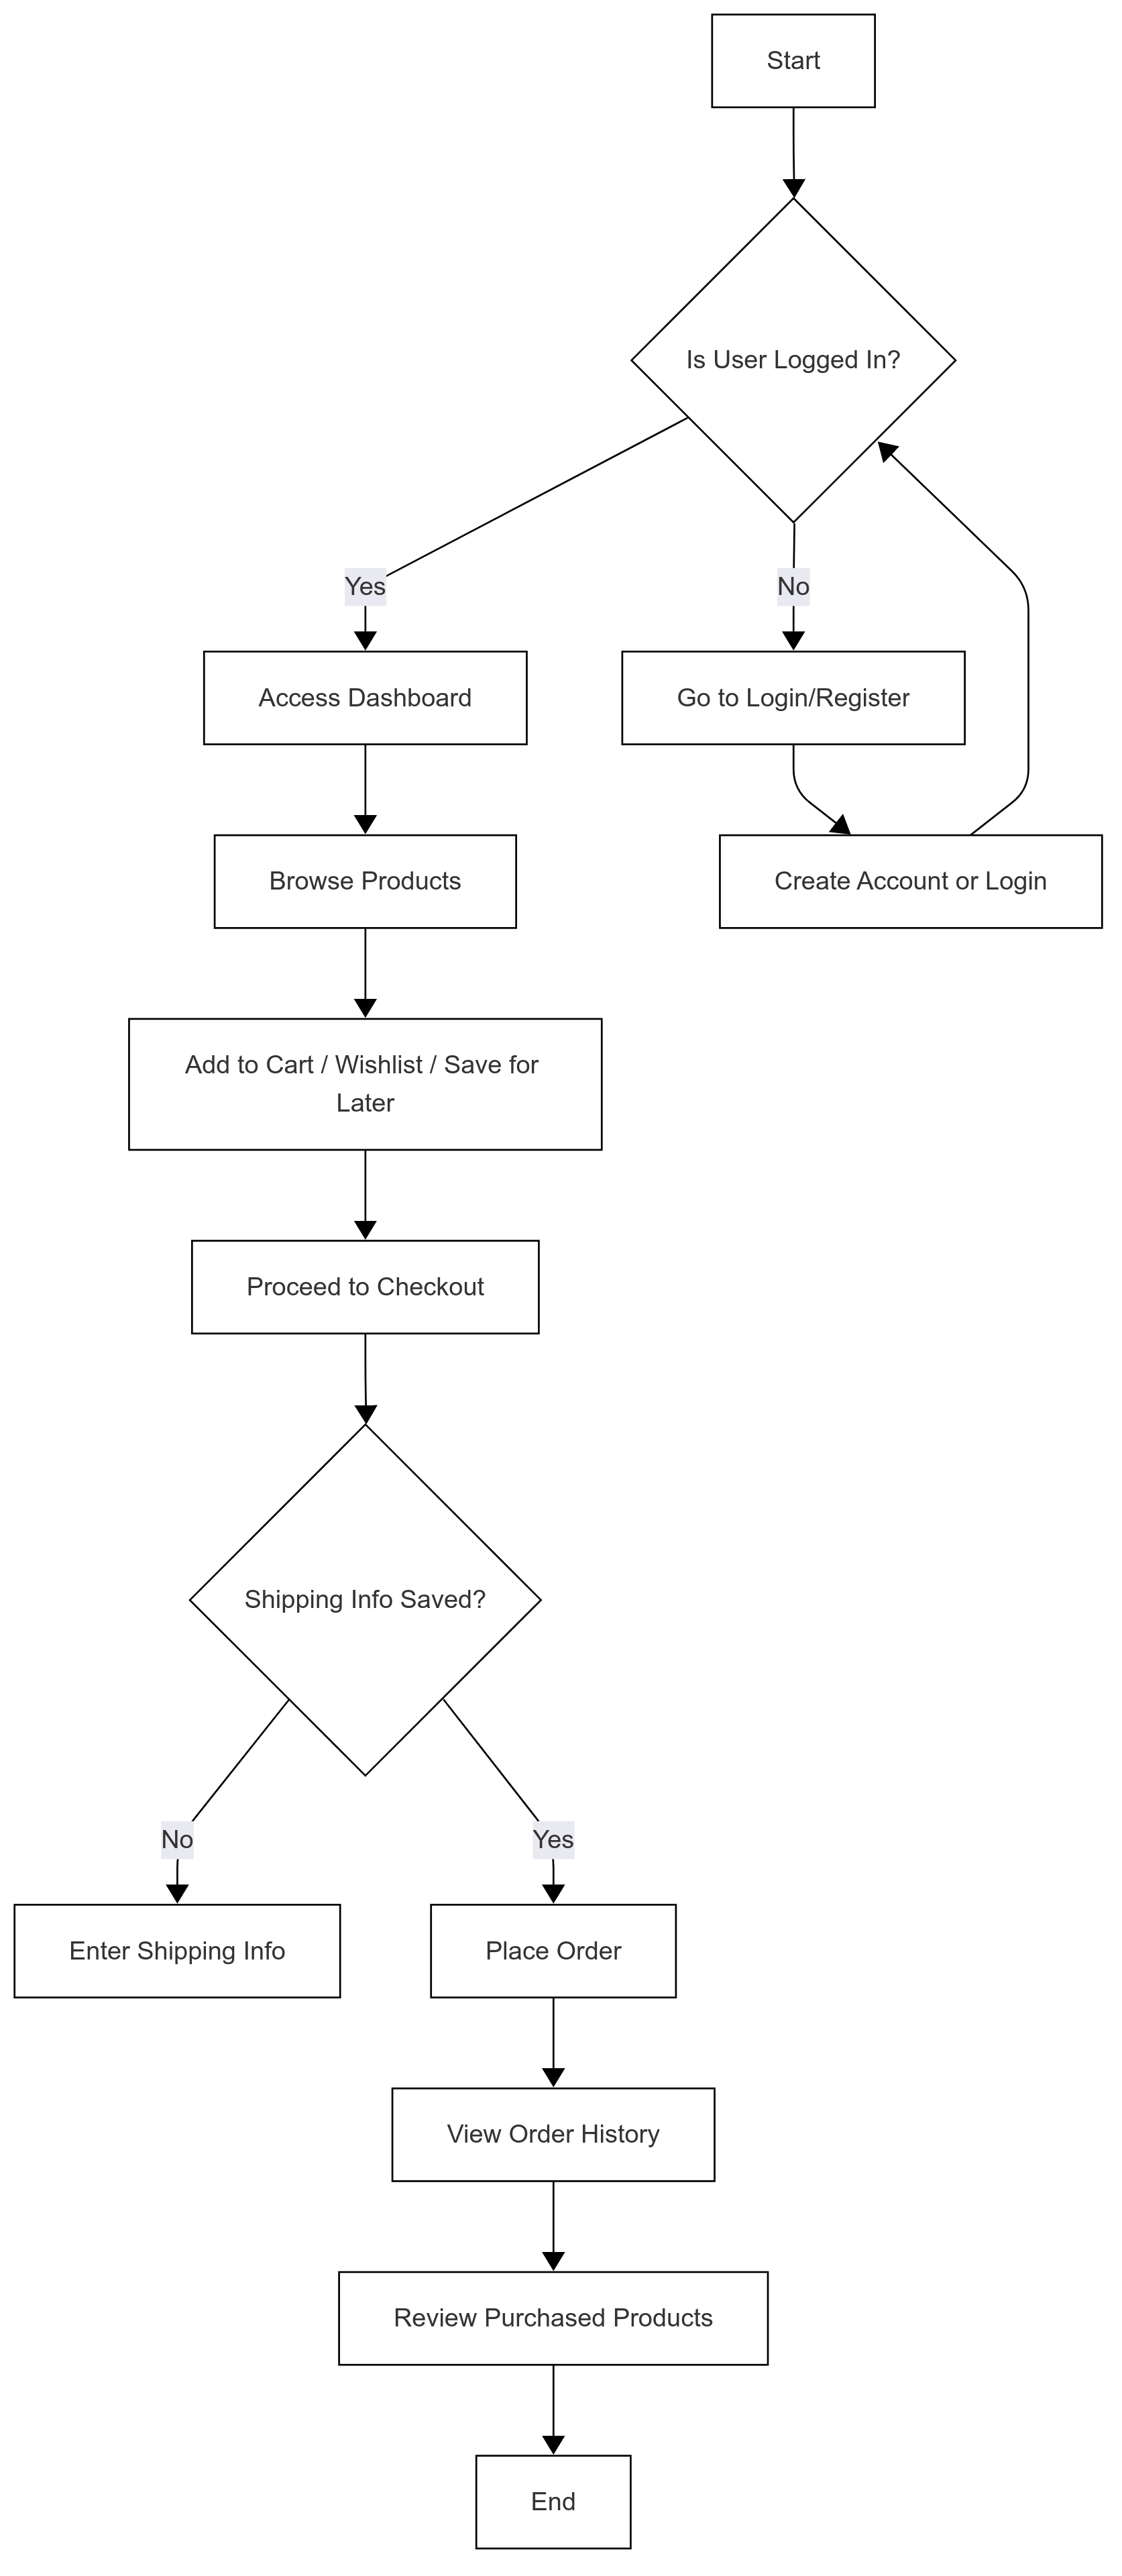 Start
Is User Logged In?
Yes
No
Access Dashboard
Go to Login/Register
Browse Products
Create Account or Login
Add to Cart / Wishlist / Save for
Later
Proceed to Checkout
Shipping Info Saved?
No
Yes
Enter Shipping Info
Place Order
View Order History
Review Purchased Products
End